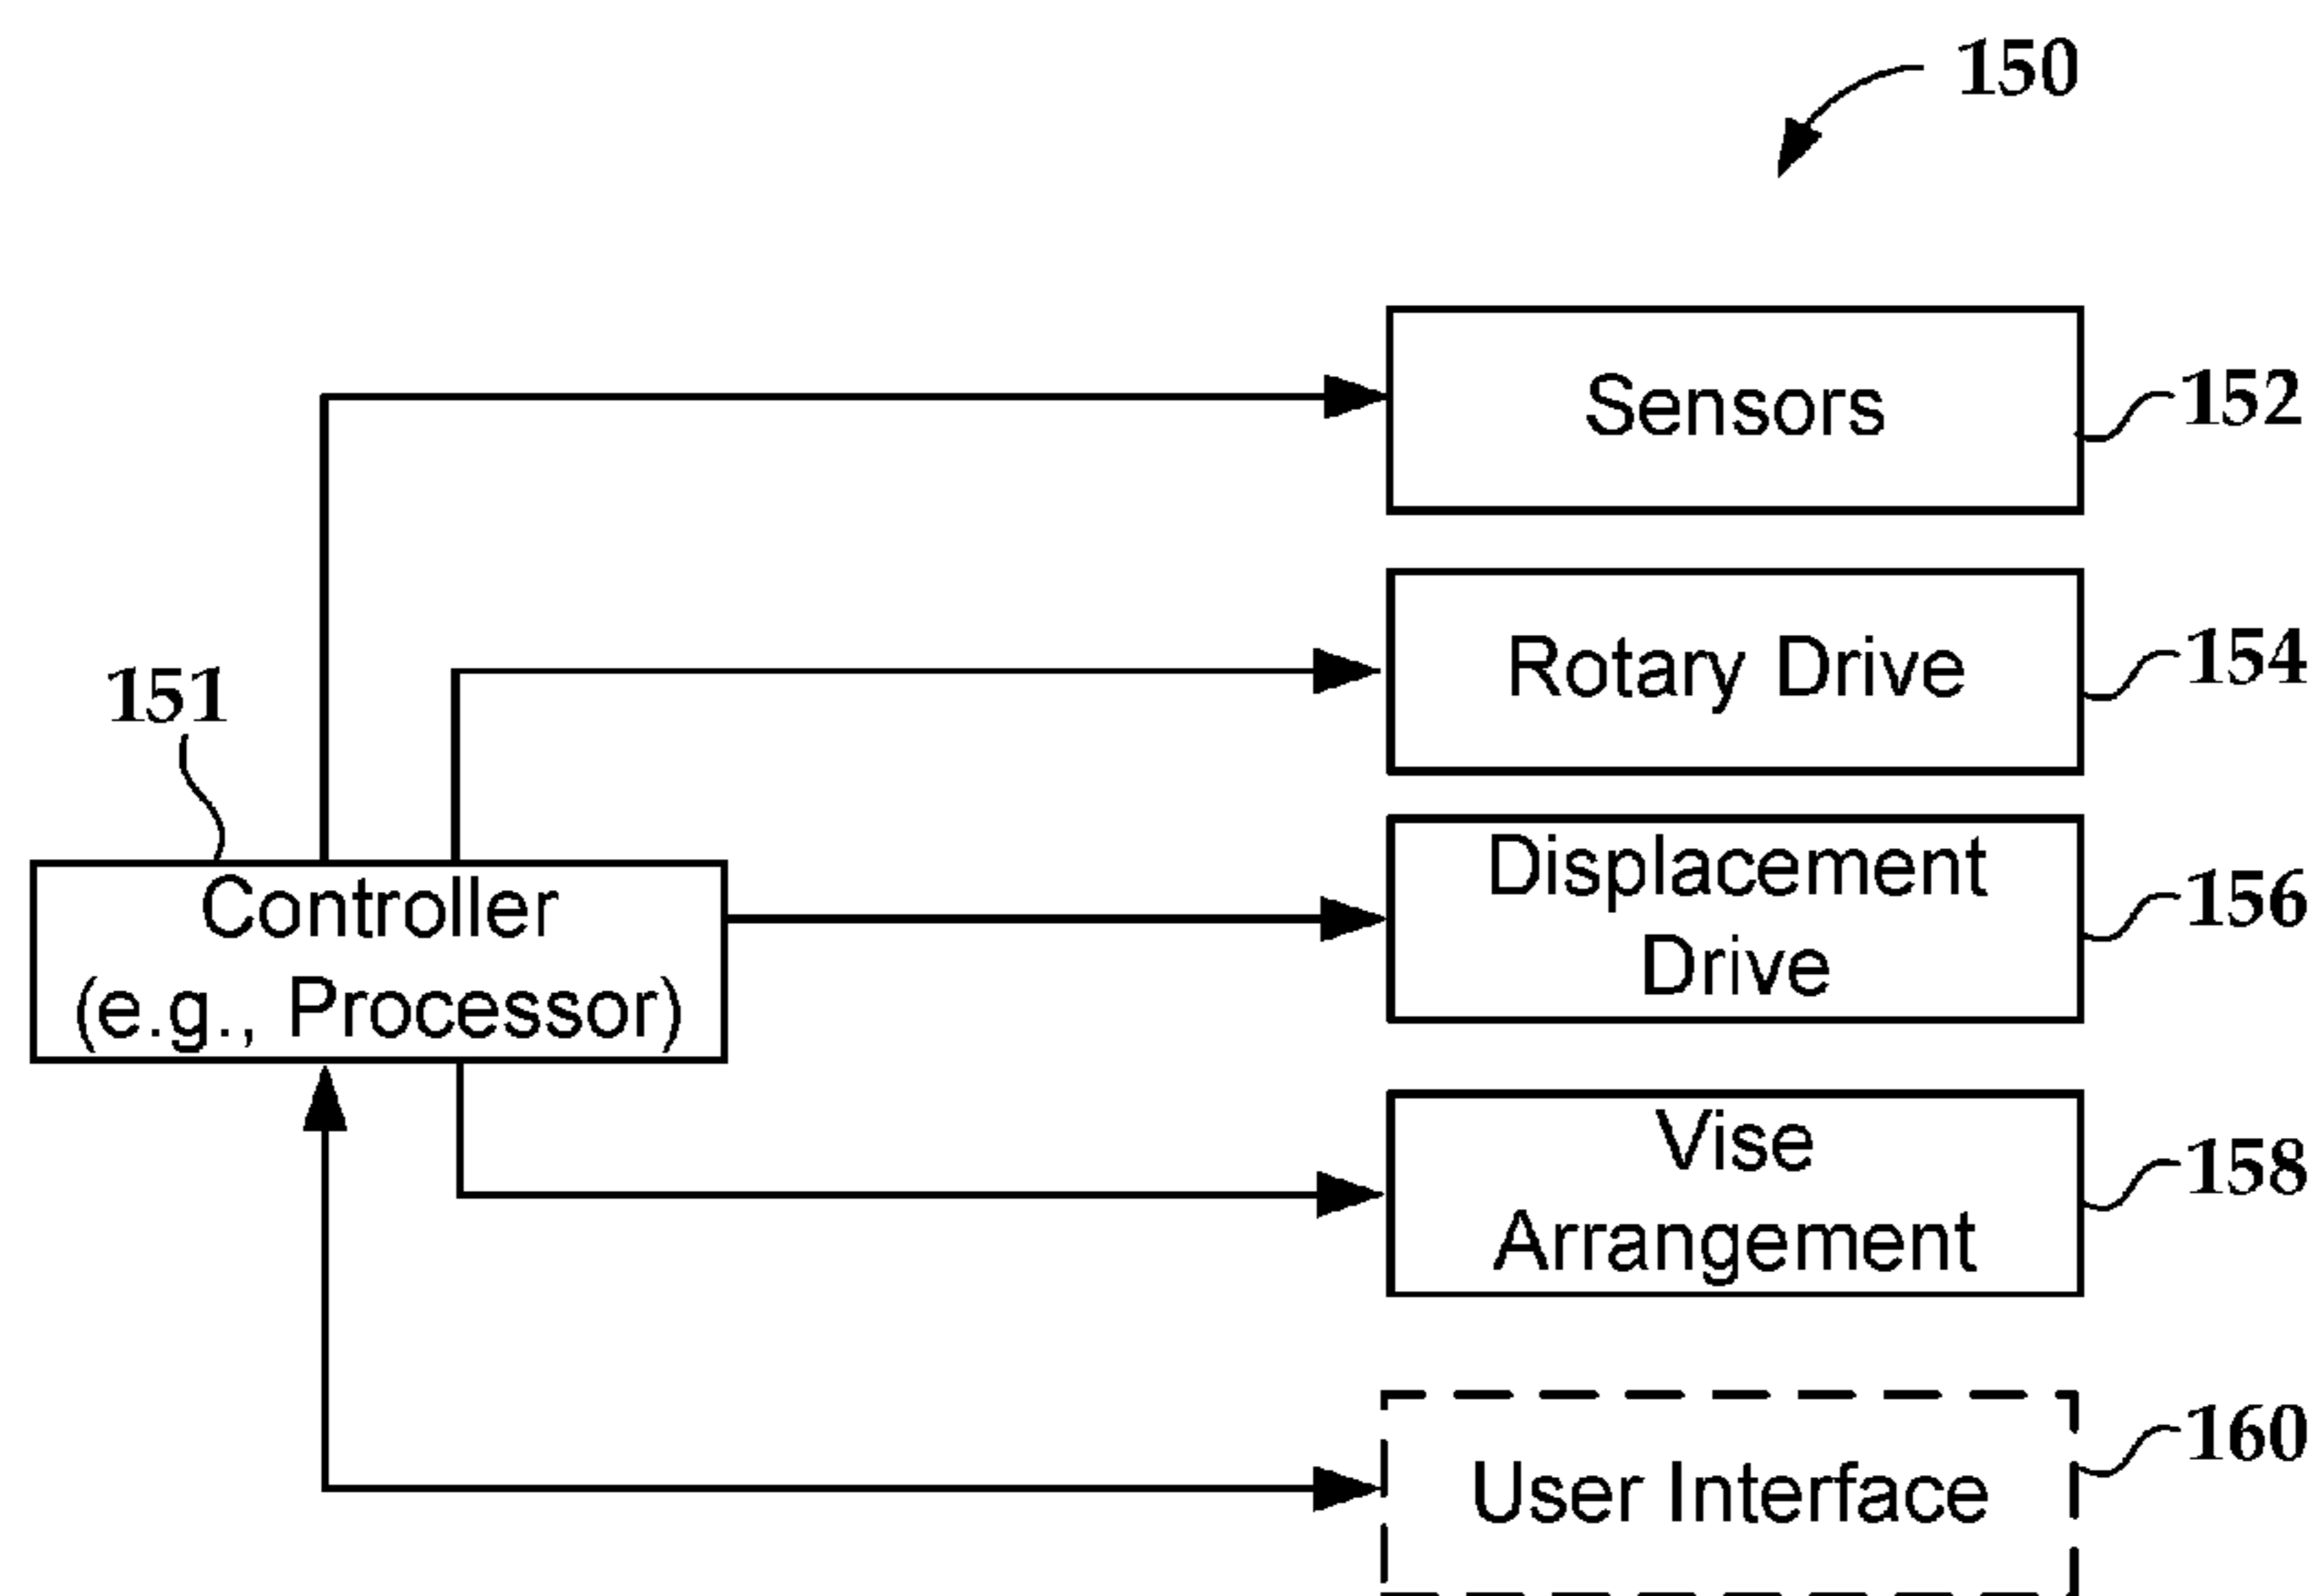 150
Sensors
152
Rotary Drive
154
151
Displacement
Drive
156
Controller
(e.g., Processor)
Vise
Arrangement
158
User Interface
160